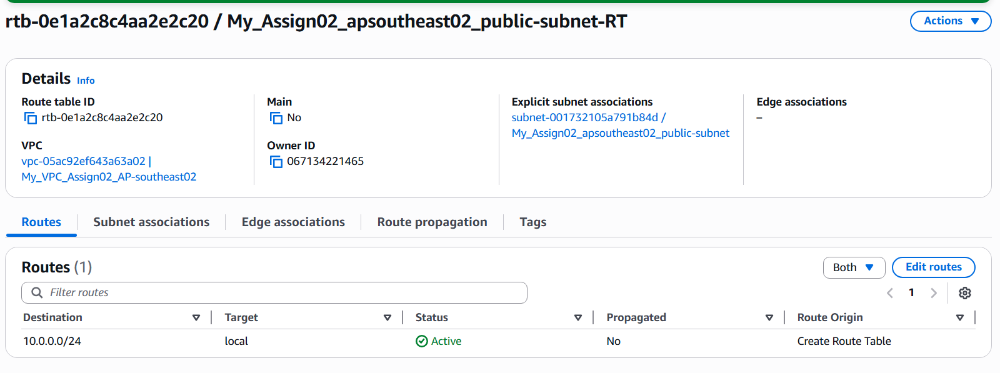 rtb-0e1a2c8c4aa2e2c20 / My_Assign02_apsoutheast02_public-subnet-RT
Actions
Details Info
Route table ID
rtb-0e1a2c8c4aa2e2c20
VPC
vpc-05ac92ef643a63a02 |
My_VPC_Assign02_AP-southeast02
Main
No
Owner ID
067134221465
Explicit subnet associations
subnet-001732105a791b84d /
My_Assign02_apsoutheast02_public-subnet
Edge associations
–
Routes Subnet associations Edge associations Route propagation Tags
Routes (1)
Both Edit routes
Filter routes
1
Destination Target Status Propagated Route Origin
10.0.0.0/24 local Active No Create Route Table